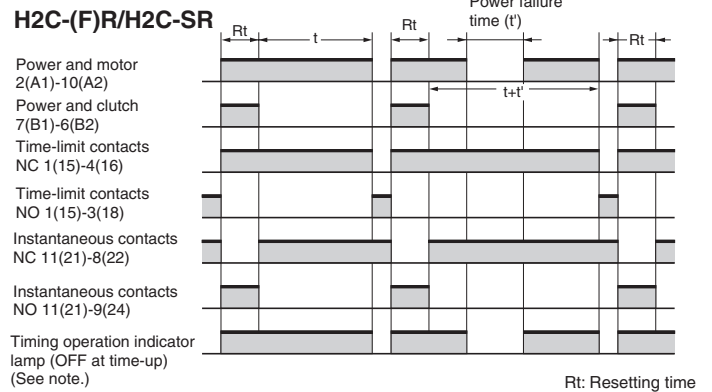 H2C-(F)R/H2C-SR
Power failure
time (t')
Rt
t
Rt
Rt
Power and motor
2(A1)-10(A2)
t+t'
Power and clutch
7(B1)-6(B2)
Time-limit contacts
NC 1(15)-4(16)
Time-limit contacts
NO 1(15)-3(18)
Instantaneous contacts
NC 11(21)-8(22)
Instantaneous contacts
NO 11(21)-9(24)
Timing operation indicator
lamp (OFF at time-up)
(See note.)
Rt: Resetting time